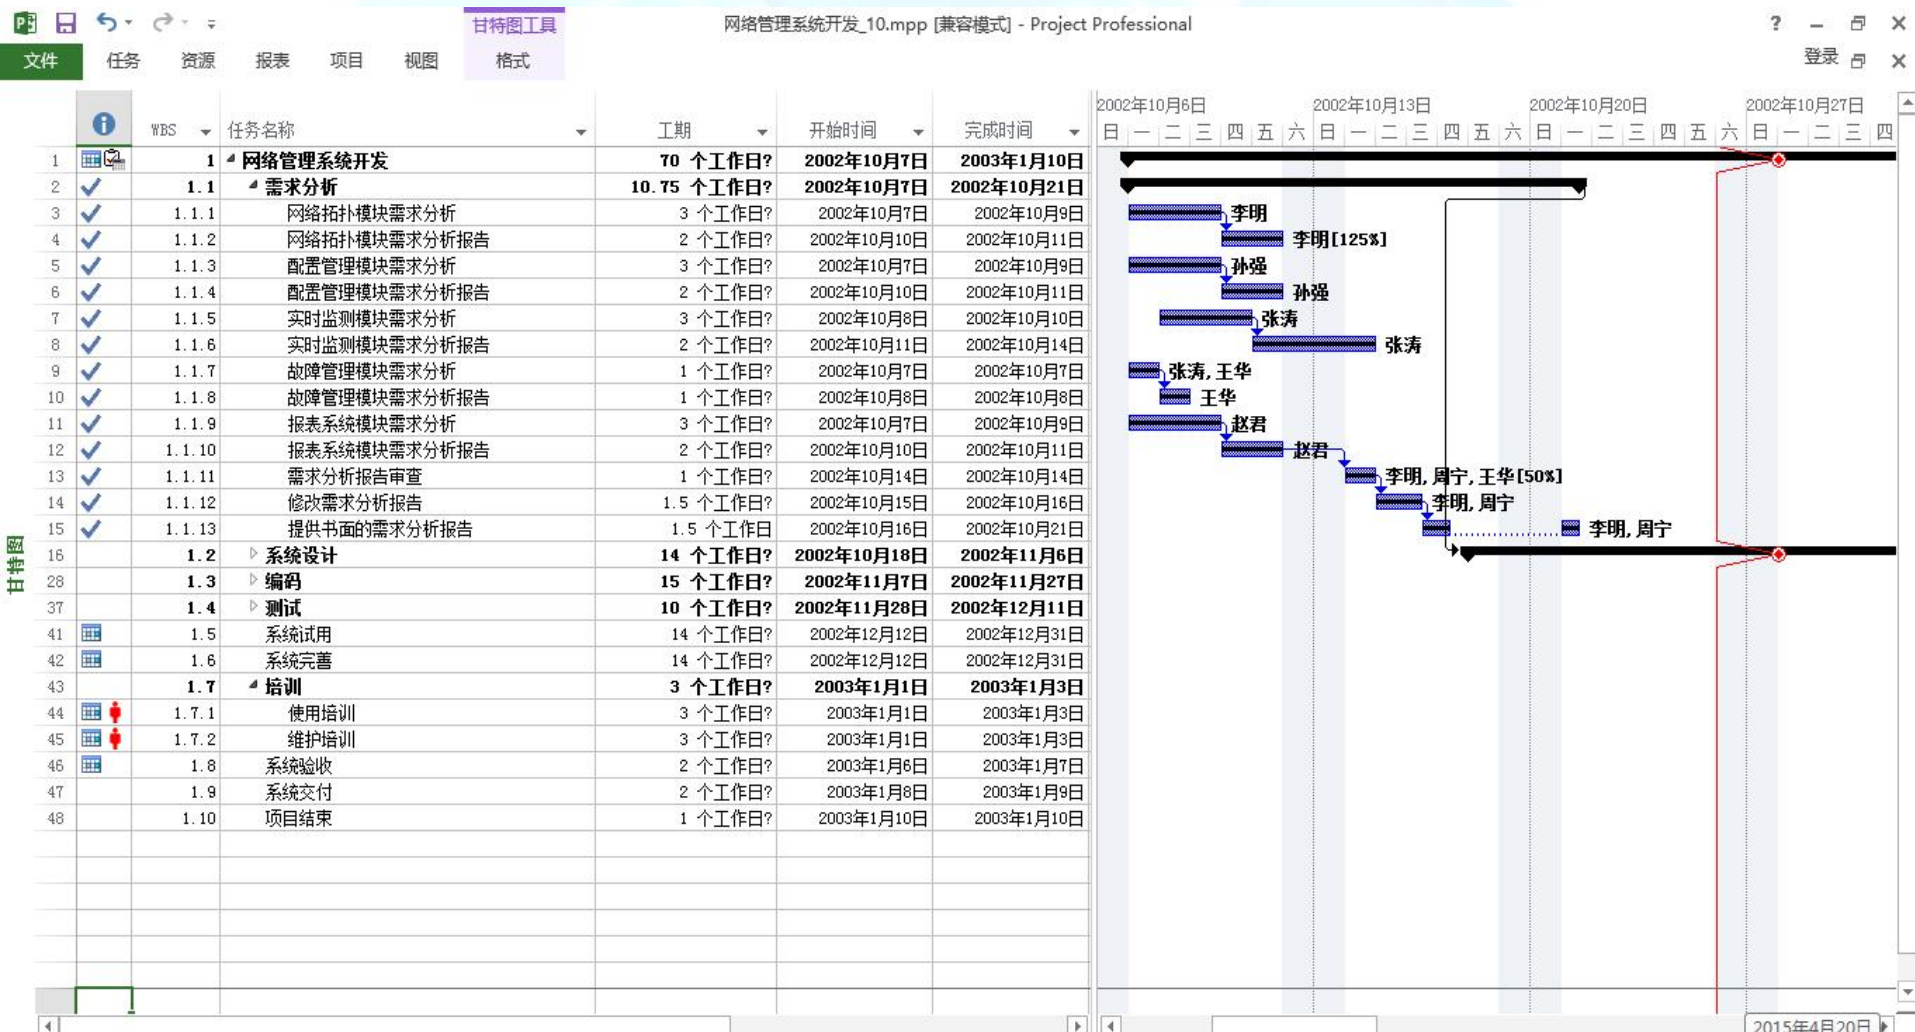 甘特图工具
网络管理系统开发_10.mpp [兼容模式] - Project Professional
文件 任务 资源 报表 项目 视图 格式 登录
2002年10月6日 2002年10月13日 2002年10月20日 2002年10月27日
WBS 任务名称 工期 开始时间 完成时间 日 一 二 三 四 五 六 日 一 二 三 四 五 六 日 一 二 三 四 五 六 日 一 二 三 四
1 1 网络管理系统开发 70 个工作日? 2002年10月7日 2003年1月10日
2 1.1 需求分析 10.75 个工作日? 2002年10月7日 2002年10月21日
3 1.1.1 网络拓扑模块需求分析 3 个工作日? 2002年10月7日 2002年10月9日 李明
4 1.1.2 网络拓扑模块需求分析报告 2 个工作日? 2002年10月10日 2002年10月11日 李明[125%]
5 1.1.3 配置管理模块需求分析 3 个工作日? 2002年10月7日 2002年10月9日 孙强
6 1.1.4 配置管理模块需求分析报告 2 个工作日? 2002年10月10日 2002年10月11日 孙强
7 1.1.5 实时监测模块需求分析 3 个工作日? 2002年10月8日 2002年10月10日 张涛
8 1.1.6 实时监测模块需求分析报告 2 个工作日? 2002年10月11日 2002年10月14日 张涛
9 1.1.7 故障管理模块需求分析 1 个工作日? 2002年10月7日 2002年10月7日 张涛,王华
10 1.1.8 故障管理模块需求分析报告 1 个工作日? 2002年10月8日 2002年10月8日 王华
11 1.1.9 报表系统模块需求分析 3 个工作日? 2002年10月7日 2002年10月9日 赵君
12 1.1.10 报表系统模块需求分析报告 2 个工作日? 2002年10月10日 2002年10月11日 赵君
13 1.1.11 需求分析报告审查 1 个工作日? 2002年10月14日 2002年10月14日 李明,周宁,王华[50%]
14 1.1.12 修改需求分析报告 1.5 个工作日? 2002年10月15日 2002年10月16日 李明,周宁
15 1.1.13 提供书面的需求分析报告 1.5 个工作日 2002年10月16日 2002年10月21日 李明,周宁
甘特图
16 1.2 系统设计 14 个工作日? 2002年10月18日 2002年11月6日
28 1.3 编码 15 个工作日? 2002年11月7日 2002年11月27日
37 1.4 测试 10 个工作日? 2002年11月28日 2002年12月11日
41 1.5 系统试用 14 个工作日? 2002年12月12日 2002年12月31日
42 1.6 系统完善 14 个工作日? 2002年12月12日 2002年12月31日
43 1.7 培训 3 个工作日? 2003年1月1日 2003年1月3日
44 1.7.1 使用培训 3 个工作日? 2003年1月1日 2003年1月3日
45 1.7.2 维护培训 3 个工作日? 2003年1月1日 2003年1月3日
46 1.8 系统验收 2 个工作日? 2003年1月6日 2003年1月7日
47 1.9 系统交付 2 个工作日? 2003年1月8日 2003年1月9日
48 1.10 项目结束 1 个工作日? 2003年1月10日 2003年1月10日
2015年4月20日